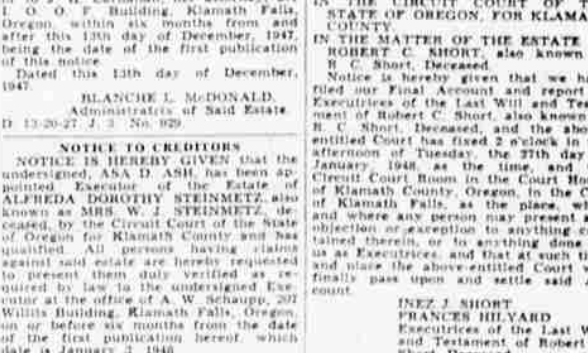 I. O. O. F. Building, Klamath Falls,
Oregon, within six months from and
after this 13th day of December, 1947,
being the date of the first publication
of this notice.
Dated this 13th day of December,
1947.
BLANCHE L. McDONALD,
Administratrix of Said Estate.
D 13-20-27 J. 3 No. 929
NOTICE TO CREDITORS
NOTICE IS HEREBY GIVEN that the
undersigned, ASA D. ASH, has been ap-
pointed Executor of the Estate of
ALFREDA DOROTHY STEINMETZ, also
known as MRS. W. J. STEINMETZ, de-
ceased, by the Circuit Court of the State
of Oregon for Klamath County and has
qualified. All persons having claims
against said estate are hereby requested
to present them duly verified as re-
quired by law to the undersigned Exe-
cutor at the office of A. W. Schaupp, 207
Willits Building, Klamath Falls, Oregon,
on or before six months from the date
of the first publication hereof, which
date is January 3, 1948.
IN THE CIRCUIT COURT OF
STATE OF OREGON, FOR KLAMA
COUNTY.
IN THE MATTER OF THE ESTATE
ROBERT C. SHORT, also known
R. C. Short, Deceased.
Notice is hereby given that we h
filed our Final Account and report
Executrices of the Last Will and Te
ment of Robert C. Short, also known
R. C. Short, Deceased, and the abo
entitled Court has fixed 2 o'clock in
afternoon of Tuesday, the 27th day
January 1948, as the time, and
Circuit Court Room in the Court Hou
of Klamath County, Oregon, in the
of Klamath Falls, as the place, wh
and where any person may present
objection or exception to anything c
tained therein, or to anything done
us as Executrices, and that at such ti
and place the above-entitled Court
finally pass upon and settle said
count.
INEZ J. SHORT
FRANCES HILYARD
Executrices of the Last W
and Testament of Robert
Short, Deceased